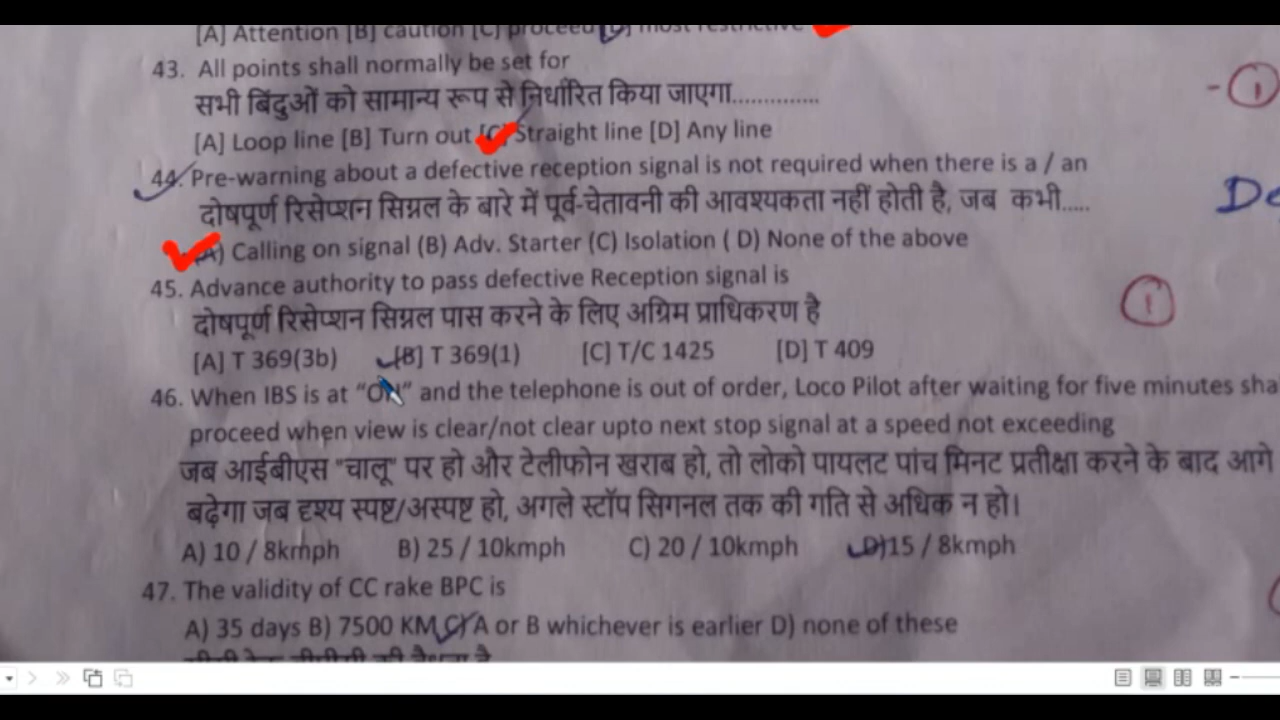 [A] Attention [B] caution [C] proceed [D] most restrictive
43. All points shall normally be set for
सभी बिंदुओं को सामान्य रूप से निर्धारित किया जाएगा..............
[A] Loop line [B] Turn out [C] Straight line [D] Any line
44. Pre-warning about a defective reception signal is not required when there is a / an
दोषपूर्ण रिसेप्शन सिग्नल के बारे में पूर्व-चेतावनी की आवश्यकता नहीं होती है, जब कभी.....
(A) Calling on signal (B) Adv. Starter (C) Isolation ( D) None of the above
45. Advance authority to pass defective Reception signal is
दोषपूर्ण रिसेप्शन सिग्नल पास करने के लिए अग्रिम प्राधिकरण है
[A] T 369(3b) [B] T 369(1) [C] T/C 1425 [D] T 409
46. When IBS is at “ON” and the telephone is out of order, Loco Pilot after waiting for five minutes sha
proceed when view is clear/not clear upto next stop signal at a speed not exceeding
जब आईबीएस "चालू" पर हो और टेलीफोन खराब हो, तो लोको पायलट पांच मिनट प्रतीक्षा करने के बाद आगे
बढ़ेगा जब दृश्य स्पष्ट/अस्पष्ट हो, अगले स्टॉप सिगनल तक की गति से अधिक न हो।
A) 10 / 8kmph B) 25 / 10kmph C) 20 / 10kmph D)15 / 8kmph
47. The validity of CC rake BPC is
A) 35 days B) 7500 KM C) A or B whichever is earlier D) none of these